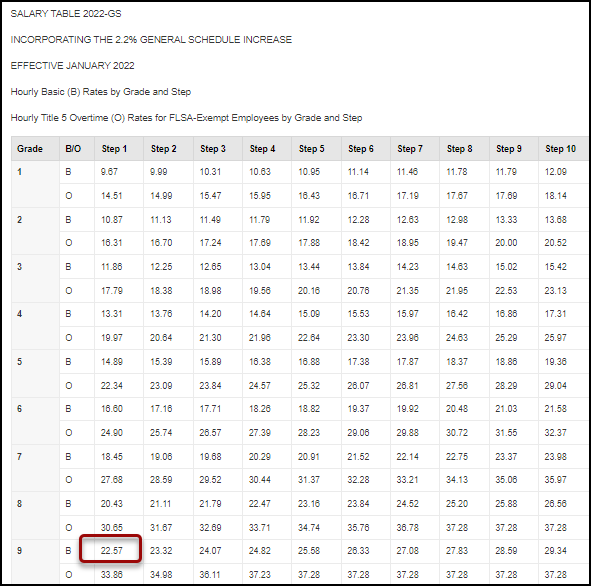 SALARY TABLE 2022-GS
INCORPORATING THE 2.2% GENERAL SCHEDULE INCREASE
EFFECTIVE JANUARY 2022
Hourly Basic (B) Rates by Grade and Step
Hourly Title 5 Overtime (O) Rates for FLSA-Exempt Employees by Grade and Step
Grade B/O Step 1 Step 2 Step 3 Step 4 Step 5 Step 6 Step 7 Step 8 Step 9 Step 10
1 B 9.67 9.99 10.31 10.63 10.95 11.14 11.46 11.78 11.79 12.09
O 14.51 14.99 15.47 15.95 16.43 16.71 17.19 17.67 17.69 18.14
2 B 10.87 11.13 11.49 11.79 11.92 12.28 12.63 12.98 13.33 13.68
O 16.31 16.70 17.24 17.69 17.88 18.42 18.95 19.47 20.00 20.52
3 B 11.86 12.25 12.65 13.04 13.44 13.84 14.23 14.63 15.02 15.42
O 17.79 18.38 18.98 19.56 20.16 20.76 21.35 21.95 22.53 23.13
4 B 13.31 13.76 14.20 14.64 15.09 15.53 15.97 16.42 16.86 17.31
O 19.97 20.64 21.30 21.96 22.64 23.30 23.96 24.63 25.29 25.97
5 B 14.89 15.39 15.89 16.38 16.88 17.38 17.87 18.37 18.86 19.36
O 22.34 23.09 23.84 24.57 25.32 26.07 26.81 27.56 28.29 29.04
6 B 16.60 17.16 17.71 18.26 18.82 19.37 19.92 20.48 21.03 21.58
O 24.90 25.74 26.57 27.39 28.23 29.06 29.88 30.72 31.55 32.37
7 B 18.45 19.06 19.68 20.29 20.91 21.52 22.14 22.75 23.37 23.98
O 27.68 28.59 29.52 30.44 31.37 32.28 33.21 34.13 35.06 35.97
8 B 20.43 21.11 21.79 22.47 23.16 23.84 24.52 25.20 25.88 26.56
O 30.65 31.67 32.69 33.71 34.74 35.76 36.78 37.28 37.28 37.28
9 B 22.57 23.32 24.07 24.82 25.58 26.33 27.08 27.83 28.59 29.34
O 33.86 34.98 36.11 37.23 37.28 37.28 37.28 37.28 37.28 37.28